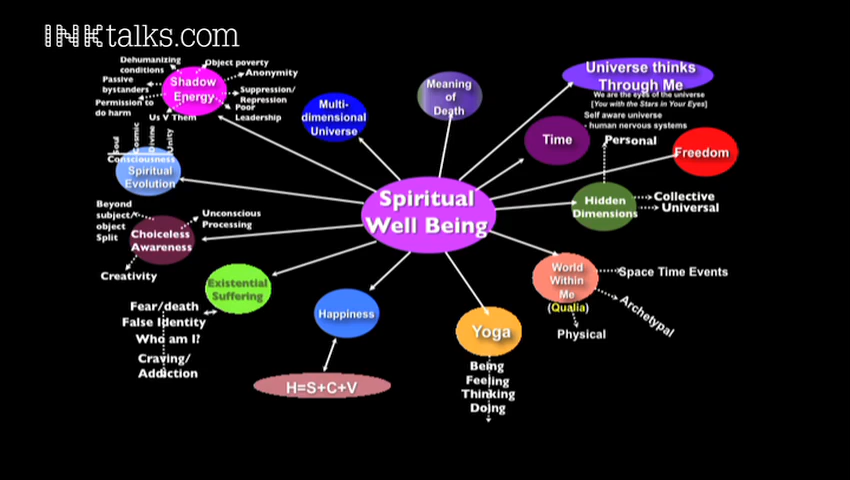 INKtalks.com
Dehumanizing
conditions
Object poverty
Anonymity
Passive
bystanders
Shadow
Energy
Suppression/
Repression
Permission to
do harm
Poor
Leadership
Us V Them
Soul
Cosmic
Divine
Unity
Consciousness
Spiritual
Evolution
Multi-
dimensional
Universe
Meaning
of
Death
Universe thinks
Through Me
We are the eyes of the universe
[You with the Stars in Your Eyes]
Self aware universe
- human nervous systems
Time
Personal
Freedom
Spiritual
Well Being
Hidden
Dimensions
Collective
Universal
Beyond
subject/
object
Split
Unconscious
Processing
Choiceless
Awareness
Creativity
World
Within
Me
(Qualia)
Space Time Events
Archetypal
Physical
Existential
Suffering
Fear/death
False Identity
Who am I?
Craving/
Addiction
Happiness
H=S+C+V
Yoga
Being
Feeling
Thinking
Doing